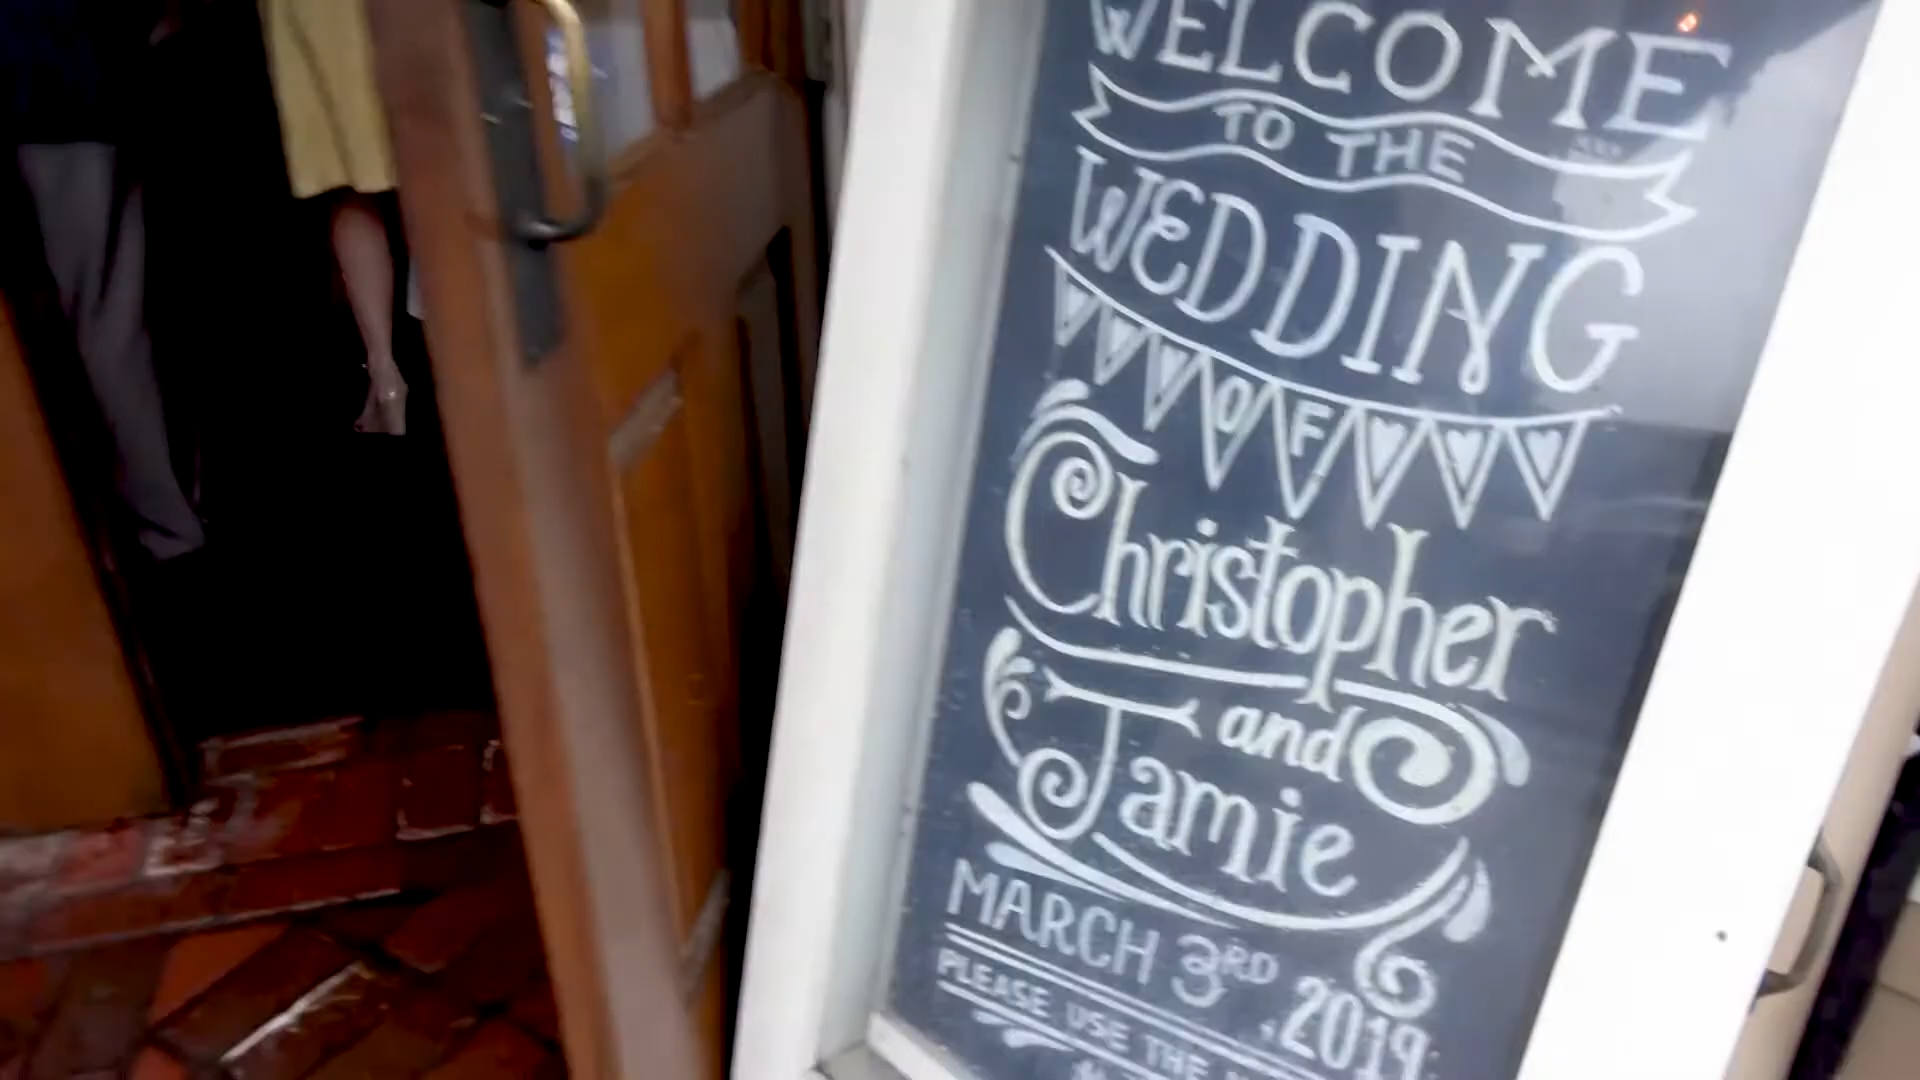 WELCOME
TO THE
WEDDING
OF
Christopher
and
Jamie
MARCH 3RD 2019
PLEASE USE THE